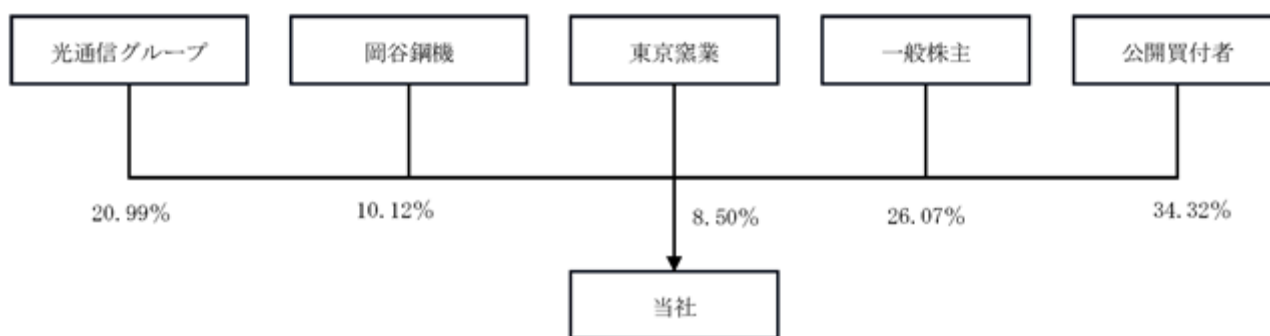 光通信グループ
岡谷鋼機
東京窯業
一般株主
公開買付者
20.99%
10.12%
8.50%
26.07%
34.32%
当社